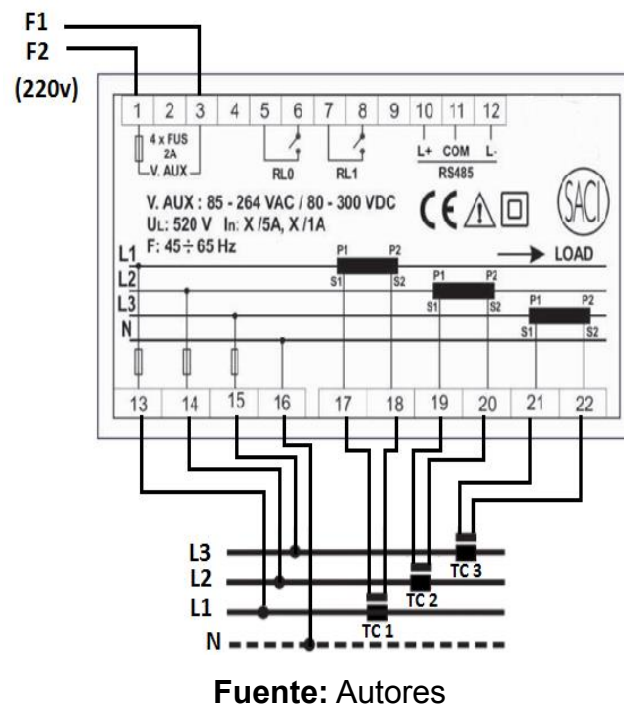 F1
F2
(220v)
1 2 3 4 5 6 7 8 9 10 11 12
4 x FUS
2A
V. AUX
RL0
RL1
L+ COM L-
RS485
V. AUX : 85 - 264 VAC / 80 - 300 VDC
UL: 520 V In: X /5A, X /1A
F: 45÷ 65 Hz
CE
SACI
LOAD
L1
P1 P2
S1 S2
L2
P1 P2
S1 S2
L3
P1 P2
S1 S2
N
13 14 15 16 17 18 19 20 21 22
L3
TC 3
L2
TC 2
L1
TC 1
N
Fuente: Autores